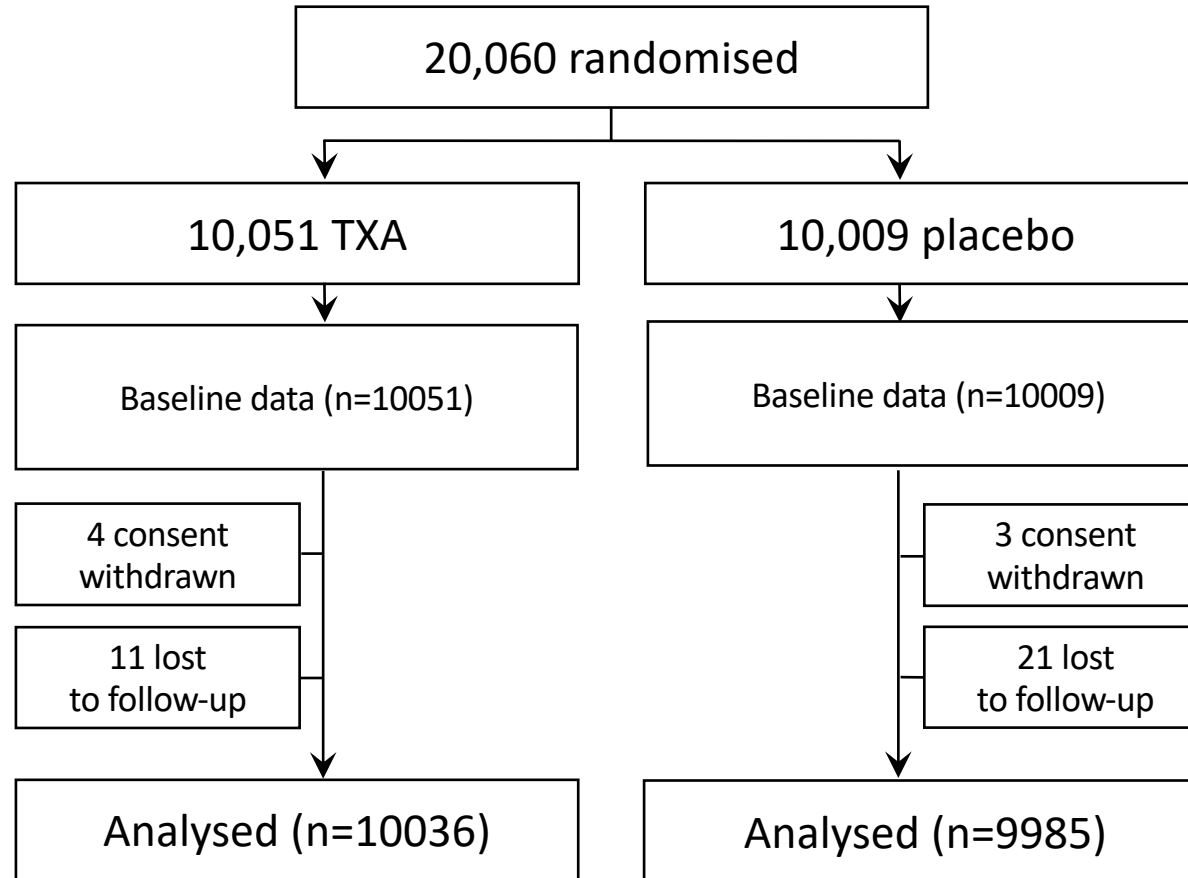 20,060 randomised
10,051 TXA
10,009 placebo
Baseline data (n=10051)
Baseline data (n=10009)
4 consent
withdrawn
3 consent
withdrawn
11 lost
to follow-up
21 lost
to follow-up
Analysed (n=10036)
Analysed (n=9985)